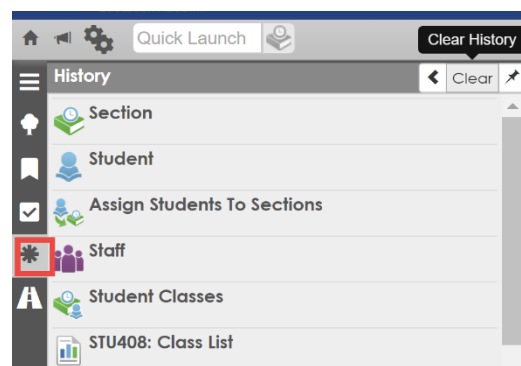 Quick Launch
Clear History
History
Clear
Section
Student
Assign Students To Sections
Staff
Student Classes
STU408: Class List